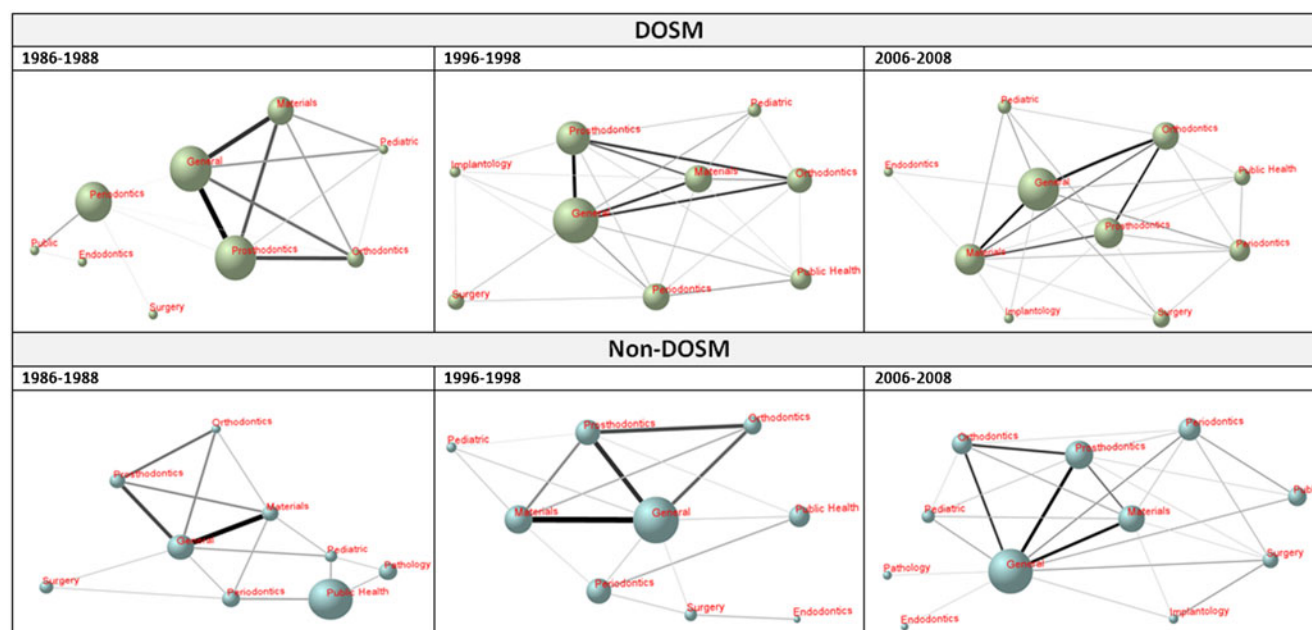 DOSM
1986-1988
1996-1998
2006-2008
Materials
Pediatric
General
Periodontics
Public
Endodontics
Prosthodontics
Orthodontics
Surgery
Pediatric
Prosthodontics
Implantology
Materials
Orthodontics
General
Public Health
Periodontics
Surgery
Pediatric
Orthodontics
Endodontics
General
Public Health
Prosthodontics
Materials
Periodontics
Implantology
Surgery
Non-DOSM
1986-1988
1996-1998
2006-2008
Orthodontics
Prosthodontics
Materials
General
Pediatric
Pathology
Surgery
Periodontics
Public Health
Orthodontics
Prosthodontics
Pediatric
Materials
General
Public Health
Periodontics
Surgery
Endodontics
Periodontics
Orthodontics
Prosthodontics
Publ
Pediatric
Materials
Surgery
General
Pathology
Implantology
Endodontics